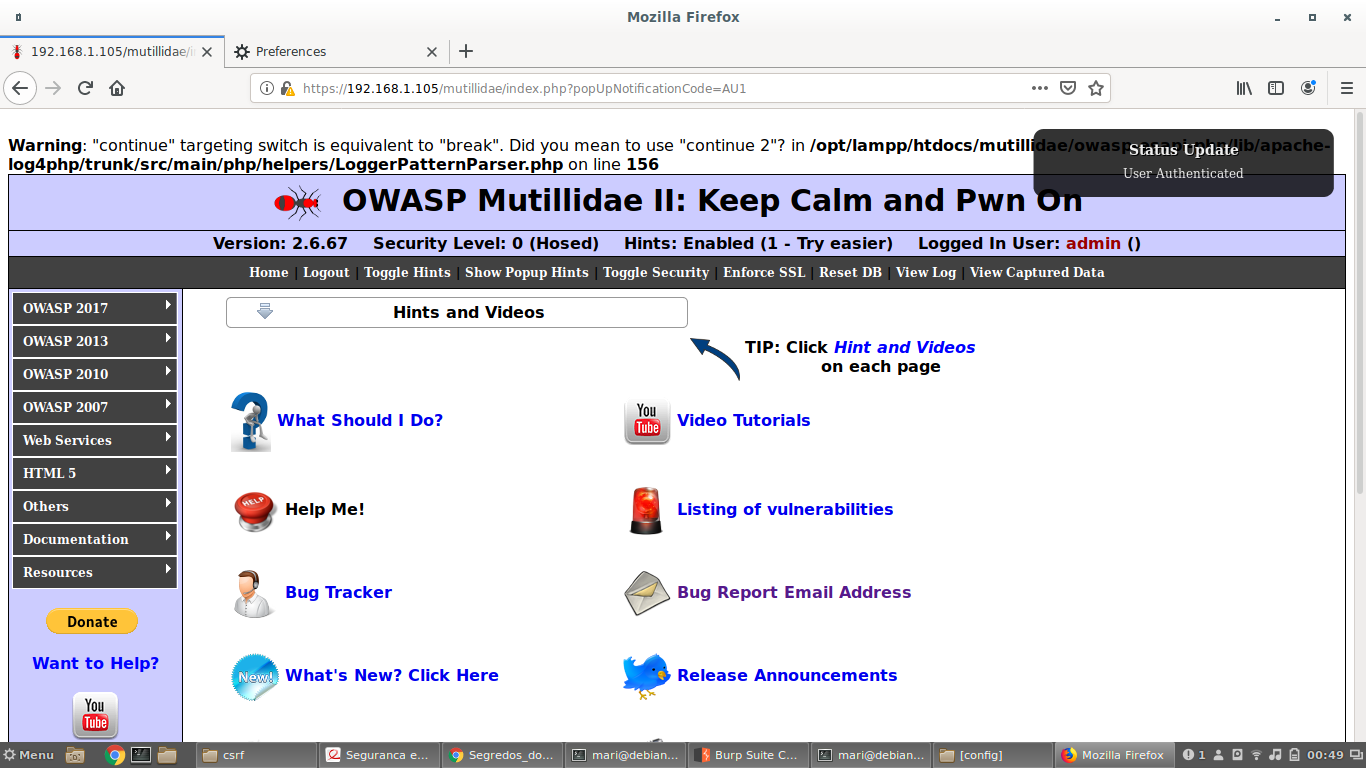 Mozilla Firefox
192.168.1.105/mutillidae/i
Preferences
https://192.168.1.105/mutillidae/index.php?popUpNotificationCode=AU1
Warning: "continue" targeting switch is equivalent to "break". Did you mean to use "continue 2"? in /opt/lampp/htdocs/mutillidae/owasp-esapi-php/lib/apache-
log4php/trunk/src/main/php/helpers/LoggerPatternParser.php on line 156
Status Update
User Authenticated
OWASP Mutillidae II: Keep Calm and Pwn On
Version: 2.6.67 Security Level: 0 (Hosed) Hints: Enabled (1 - Try easier) Logged In User: admin ()
Home | Logout | Toggle Hints | Show Popup Hints | Toggle Security | Enforce SSL | Reset DB | View Log | View Captured Data
OWASP 2017
OWASP 2013
OWASP 2010
OWASP 2007
Web Services
HTML 5
Others
Documentation
Resources
Donate
Want to Help?
You Tube
Hints and Videos
TIP: Click Hint and Videos
on each page
What Should I Do?
You Tube
Video Tutorials
HELP
Help Me!
Listing of vulnerabilities
Bug Tracker
Bug Report Email Address
New!
What's New? Click Here
Release Announcements
Menu
csrf
Seguranca e...
Segredos_do...
mari@debian...
Burp Suite C...
mari@debian...
[config]
Mozilla Firefox
1
00:49